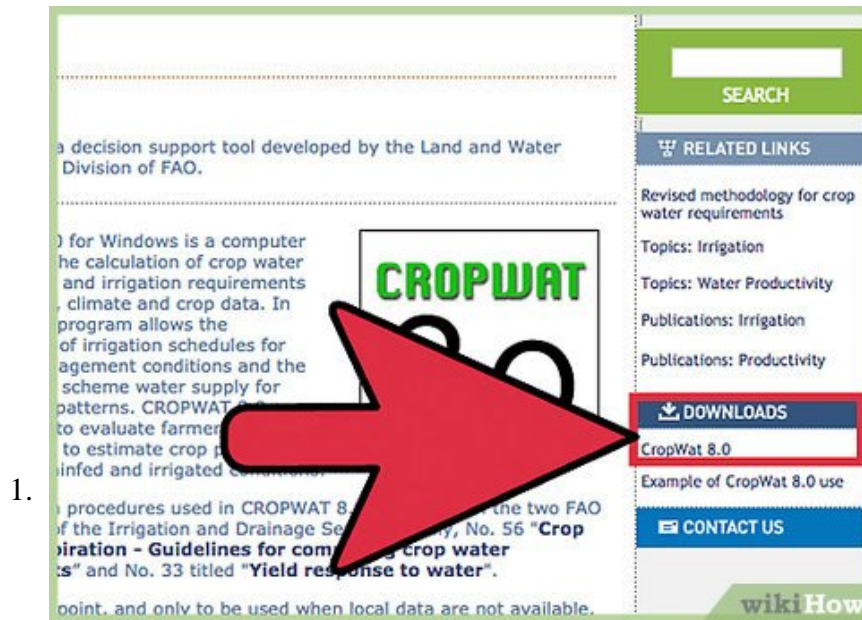 a decision support tool developed by the Land and Water
Division of FAO.
for Windows is a computer
he calculation of crop water
and irrigation requirements
, climate and crop data. In
program allows the
of irrigation schedules for
agement conditions and the
scheme water supply for
patterns. CROPWAT
to evaluate farmer
to estimate crop
infed and irrigated
procedures used in CROPWAT 8. the two FAO
of the Irrigation and Drainage Se y, No. 56 "Crop
piration - Guidelines for com crop water
ts" and No. 33 titled "Yield response to water".
point, and only to be used when local data are not available.
CROPWAT
SEARCH
RELATED LINKS
Revised methodology for crop
water requirements
Topics: Irrigation
Topics: Water Productivity
Publications: Irrigation
Publications: Productivity
DOWNLOADS
CropWat 8.0
Example of CropWat 8.0 use
CONTACT US
1.
wikiHow